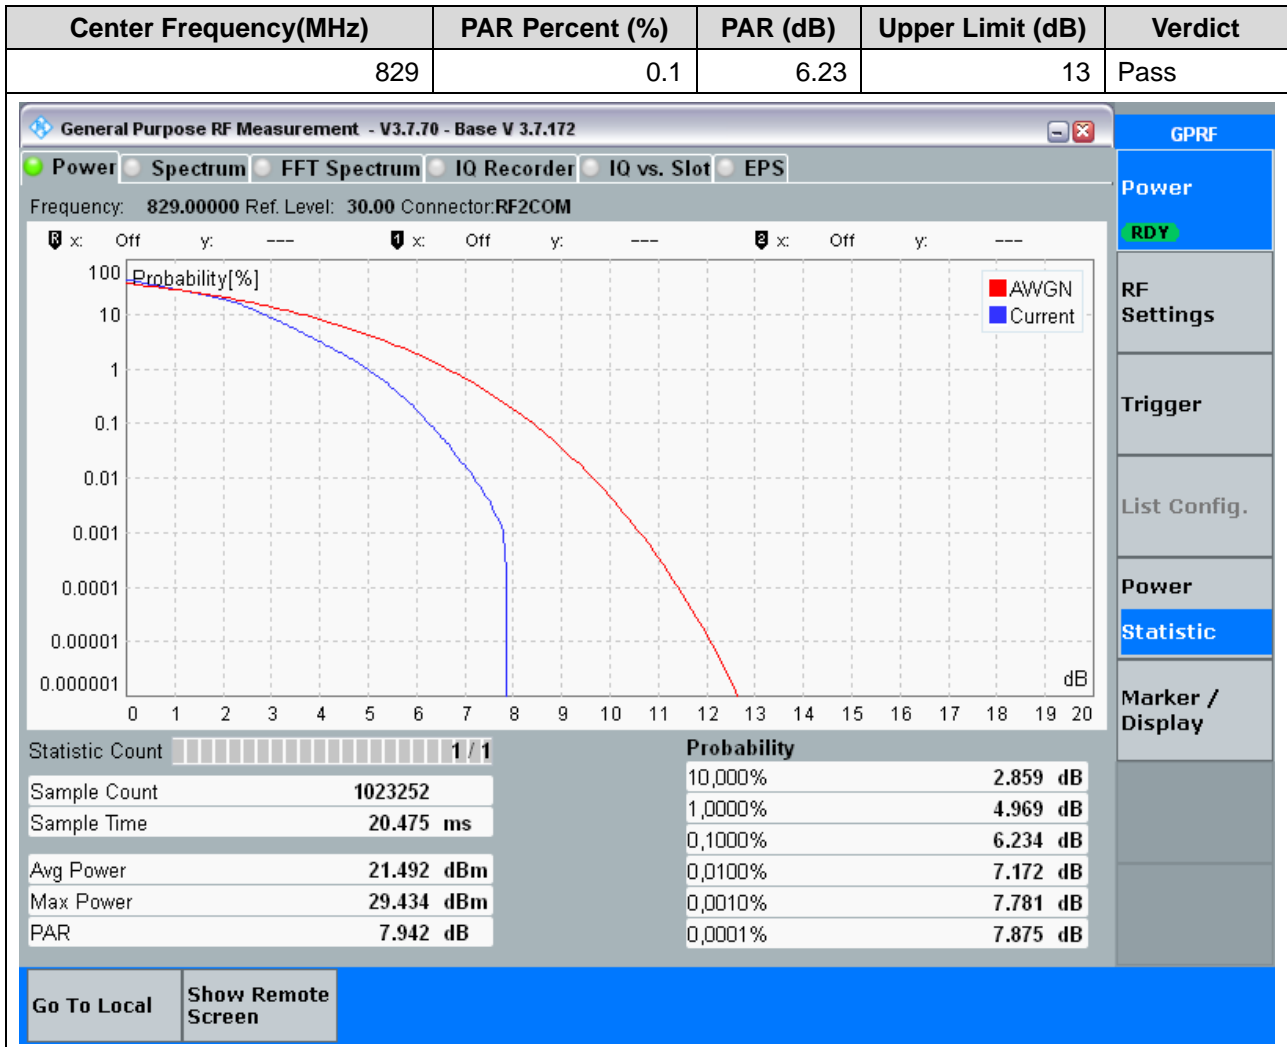 Center Frequency(MHz) PAR Percent (%) PAR (dB) Upper Limit (dB) Verdict
829 0.1 6.23 13 Pass
General Purpose RF Measurement - V3.7.70 - Base V 3.7.172
GPRF
Power Spectrum FFT Spectrum IQ Recorder IQ vs. Slot EPS
Frequency: 829.00000 Ref. Level: 30.00 Connector:RF2COM
R x: Off y: --- 1 x: Off y: --- 2 x: Off y: ---
Probability[%]
AWGN
Current
100
10
1
0.1
0.01
0.001
0.0001
0.00001
0.000001
dB
0 1 2 3 4 5 6 7 8 9 10 11 12 13 14 15 16 17 18 19 20
Statistic Count 1 / 1
Sample Count 1023252
Sample Time 20.475 ms
Avg Power 21.492 dBm
Max Power 29.434 dBm
PAR 7.942 dB
Probability
10,000% 2.859 dB
1,0000% 4.969 dB
0,1000% 6.234 dB
0,0100% 7.172 dB
0,0010% 7.781 dB
0,0001% 7.875 dB
Power
RDY
RF
Settings
Trigger
List Config.
Power
Statistic
Marker /
Display
Go To Local
Show Remote
Screen